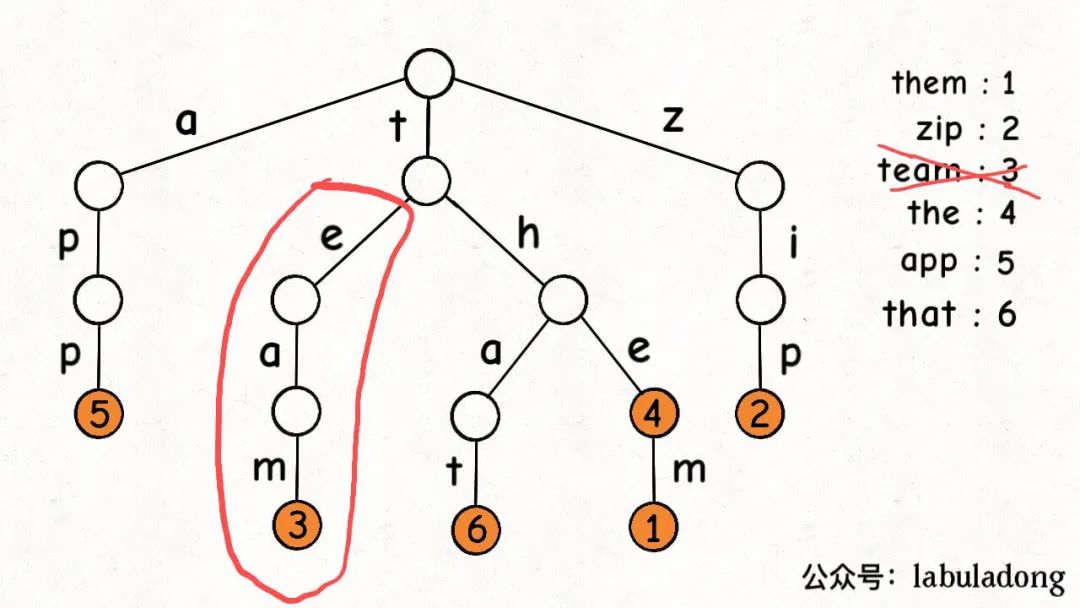 a
t
z
p
e
h
i
p
a
a
e
p
5
4
2
m
t
m
3
6
1
them : 1
zip : 2
team : 3
the : 4
app : 5
that : 6
公众号：labuladong